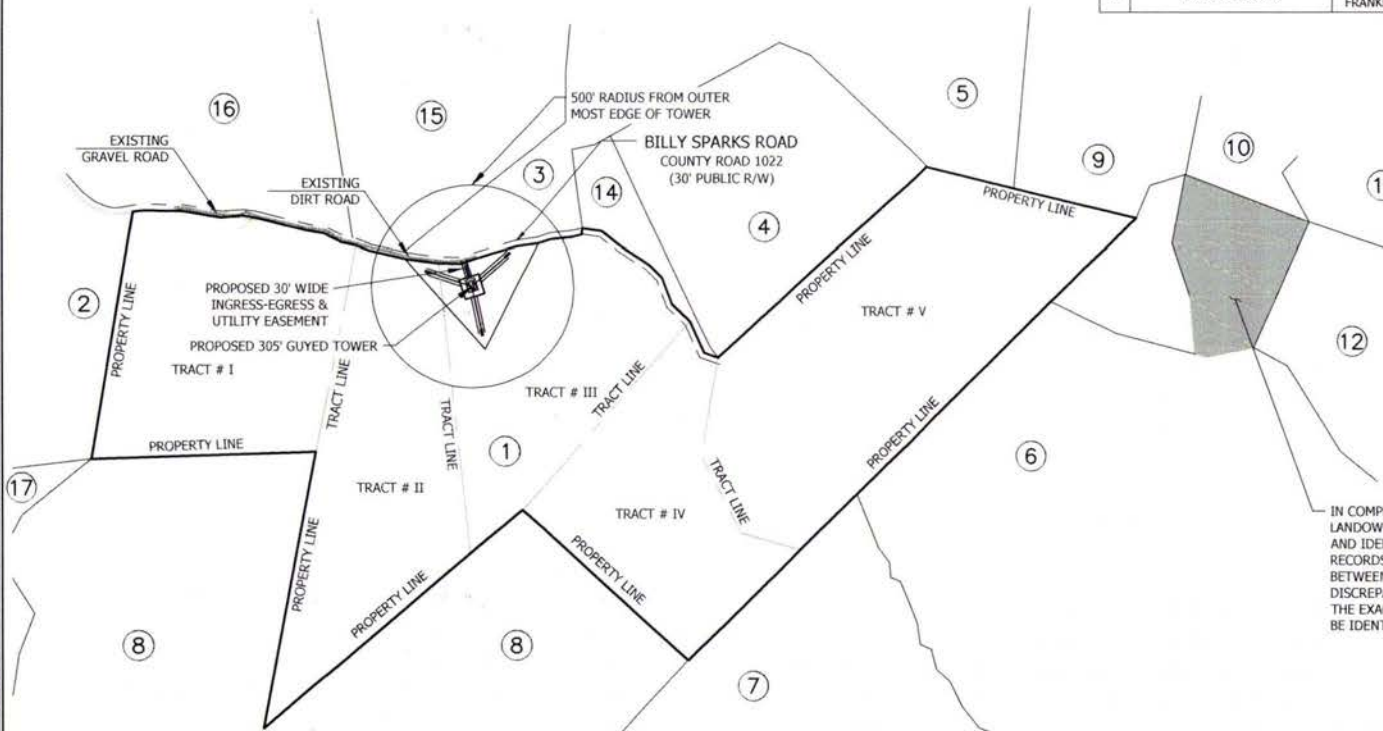 FRANK
16
15
5
9
10
500' RADIUS FROM OUTER
MOST EDGE OF TOWER
EXISTING
GRAVEL ROAD
BILLY SPARKS ROAD
COUNTY ROAD 1022
(30' PUBLIC R/W)
3
14
4
EXISTING
DIRT ROAD
PROPERTY LINE
PROPERTY LINE
2
PROPERTY LINE
PROPOSED 30' WIDE
INGRESS-EGRESS &
UTILITY EASEMENT
PROPOSED 305' GUYED TOWER
TRACT # V
12
TRACT # I
TRACT LINE
TRACT LINE
TRACT # III
TRACT LINE
PROPERTY LINE
PROPERTY LINE
1
6
17
TRACT # II
TRACT LINE
TRACT # IV
PROPERTY LINE
PROPERTY LINE
PROPERTY LINE
8
8
7
IN COMP
LANDOW
AND IDE
RECORDS
BETWEEN
DISCREP
THE EXA
BE IDENT